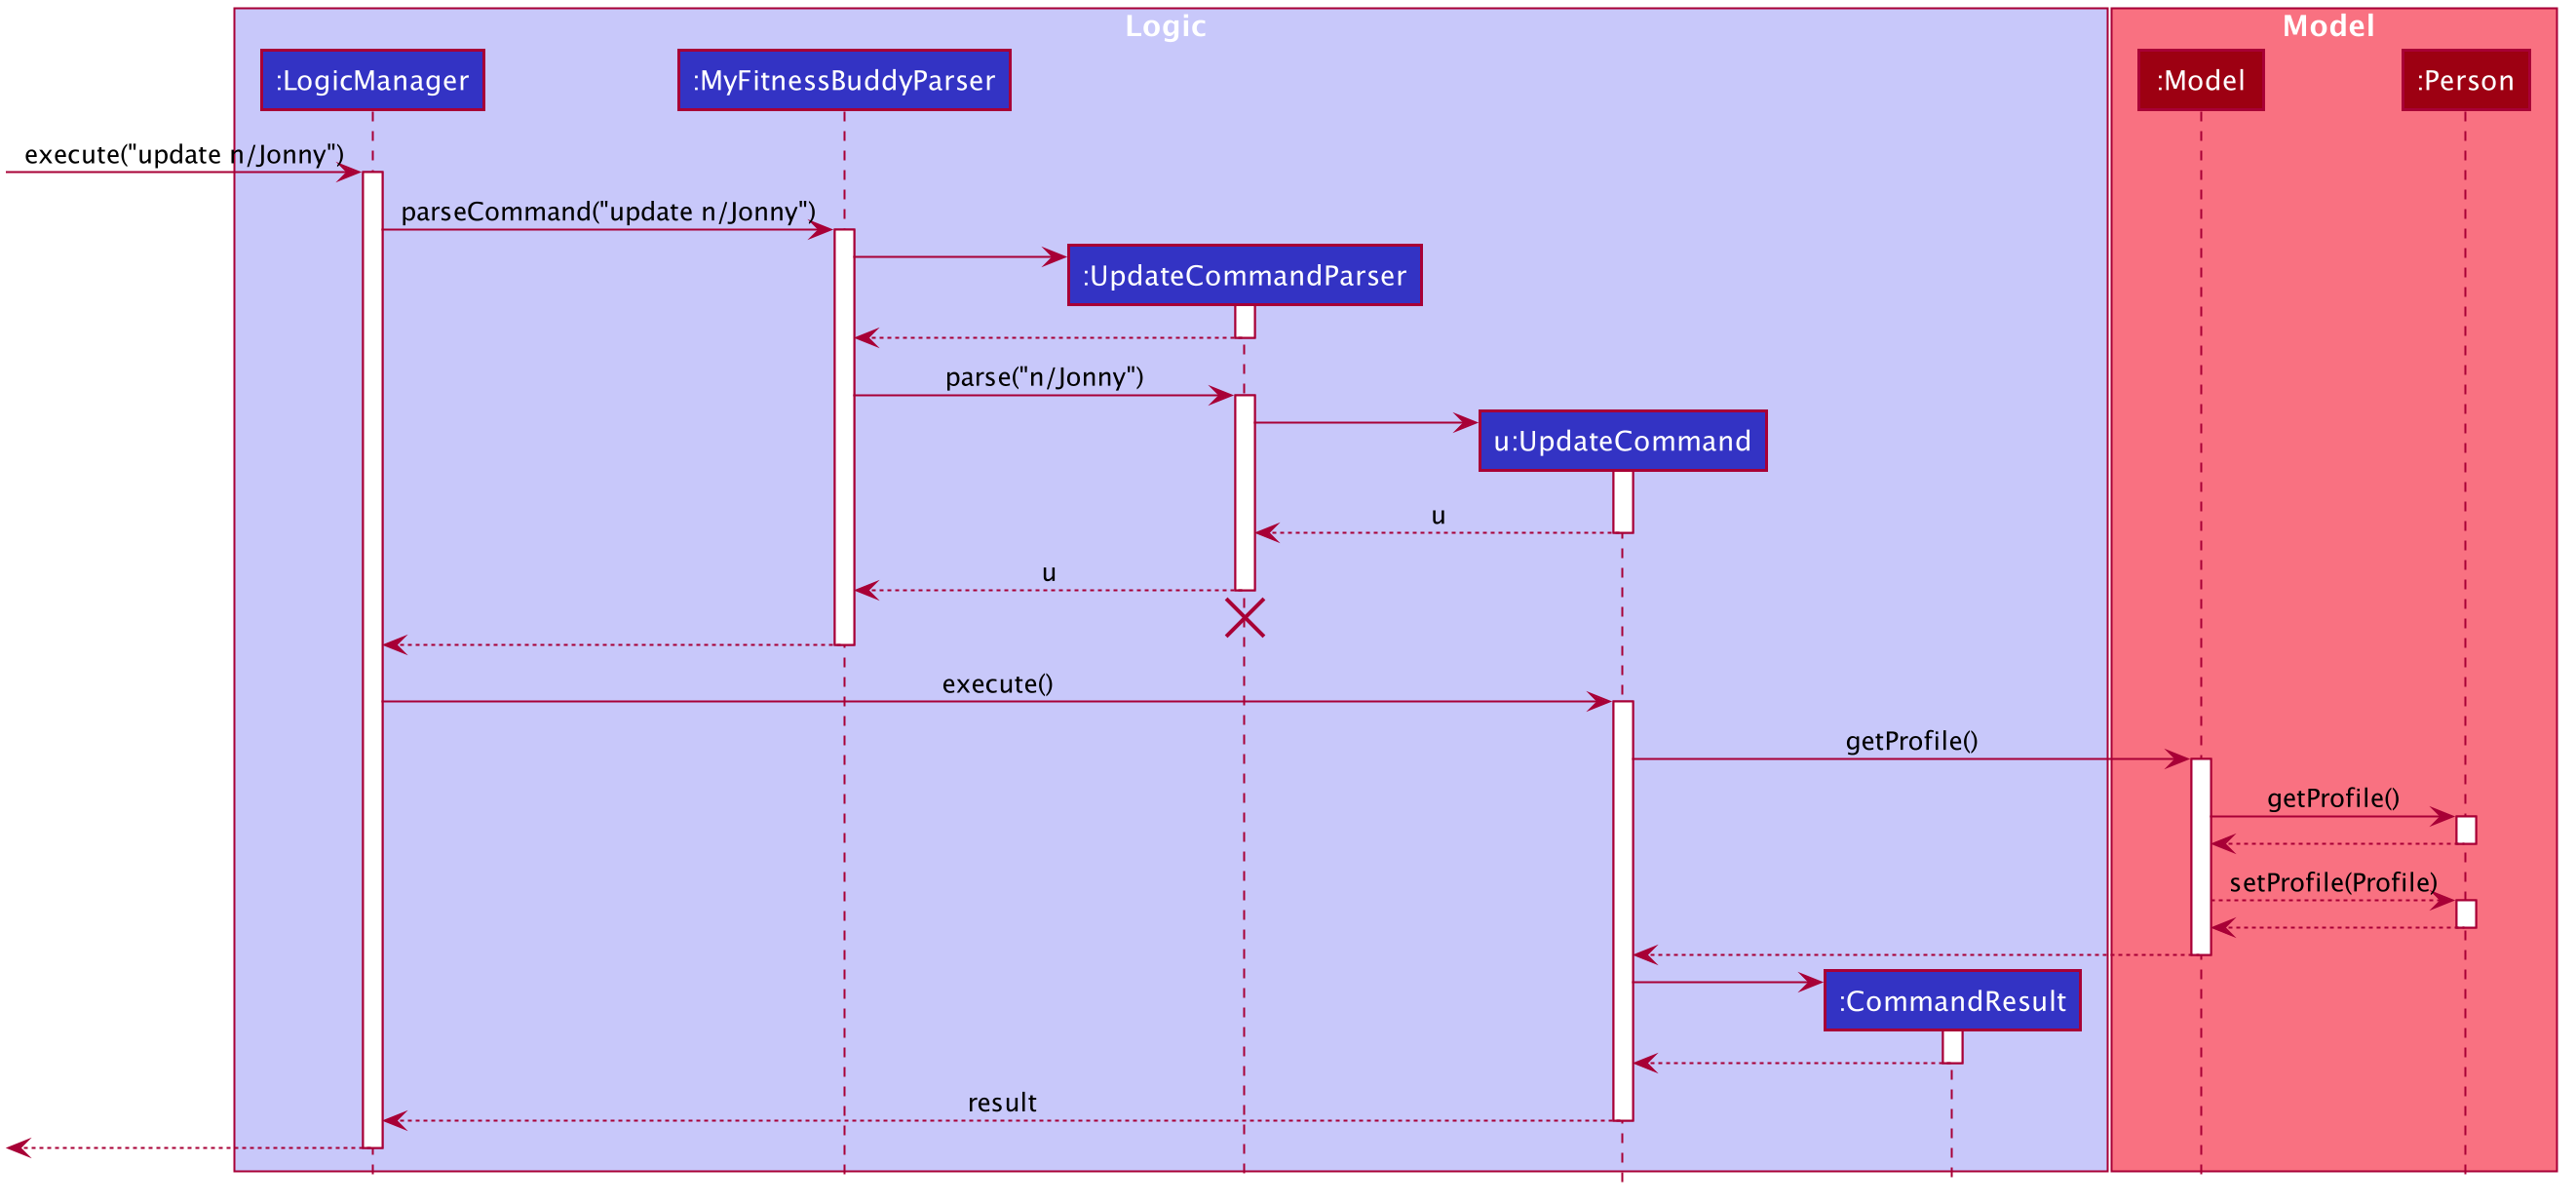 Logic
Model
:LogicManager
:MyFitnessBuddyParser
:Model
:Person
execute("update n/Jonny")
parseCommand("update n/Jonny")
:UpdateCommandParser
parse("n/Jonny")
u:UpdateCommand
u
u
execute()
getProfile()
getProfile()
setProfile(Profile)
:CommandResult
result